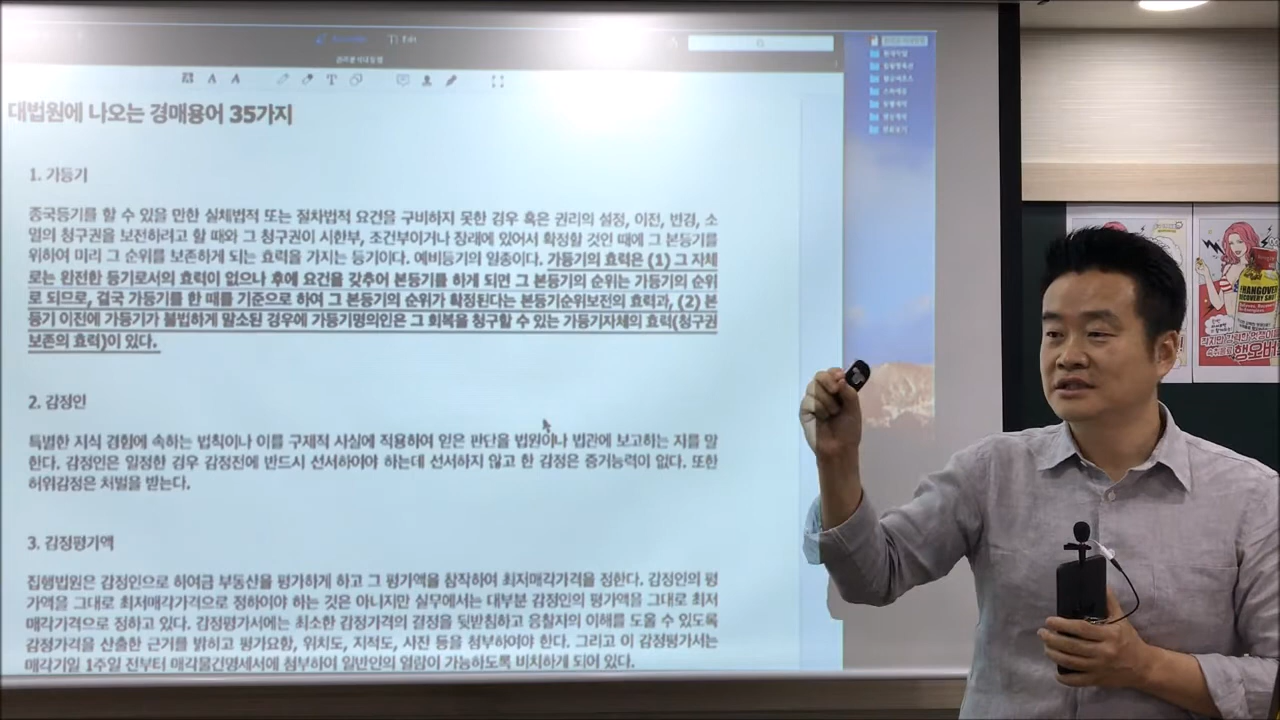 Edit
대법원에 나오는 경매용어 35가지
1. 가등기
종국등기를 할 수 있을 만한 실체법적 또는 절차법적 요건을 구비하지 못한 경우 혹은 권리의 설정, 이전, 변경, 소
멸의 청구권을 보전하려고 할 때와 그 청구권이 시한부, 조건부이거나 장래에 있어서 확정할 것인 때에 그 본등기를
위하여 미리 그 순위를 보존하게 되는 효력을 가지는 등기이다. 예비등기의 일종이다. 가등기의 효력은 (1) 그 자체
로는 완전한 등기로서의 효력이 없으나 후에 요건을 갖추어 본등기를 하게 되면 그 본등기의 순위는 가등기의 순위
로 되므로, 결국 가등기를 한 때를 기준으로 하여 그 본등기의 순위가 확정된다는 본등기순위보전의 효력과, (2) 본
등기 이전에 가등기가 불법하게 말소된 경우에 가등기명의인은 그 회복을 청구할 수 있는 가등기자체의 효력(청구권
보존의 효력)이 있다.
2. 감정인
특별한 지식 경험에 속하는 법칙이나 이를 구체적 사실에 적용하여 얻은 판단을 법원이나 법관에 보고하는 자를 말
한다. 감정인은 일정한 경우 감정전에 반드시 선서하여야 하는데 선서하지 않고 한 감정은 증거능력이 없다. 또한
허위감정은 처벌을 받는다.
3. 감정평가액
집행법원은 감정인으로 하여금 부동산을 평가하게 하고 그 평가액을 참작하여 최저매각가격을 정한다. 감정인의 평
가액을 그대로 최저매각가격으로 정하여야 하는 것은 아니지만 실무에서는 대부분 감정인의 평가액을 그대로 최저
매각가격으로 정하고 있다. 감정평가서에는 최소한 감정가격의 결정을 뒷받침하고 응찰자의 이해를 도울 수 있도록
감정가격을 산출한 근거를 밝히고 평가요항, 위치도, 지적도, 사진 등을 첨부하여야 한다. 그리고 이 감정평가서는
매각기일 1주일 전부터 매각물건명세서에 첨부하여 일반인의 열람이 가능하도록 비치하게 되어 있다.
HANGOVER
RECOVERY
행오버